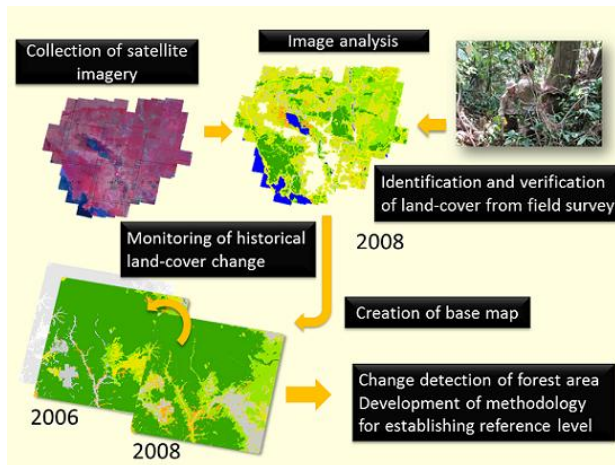 Collection of satellite
imagery
Image analysis
Identification and verification
of land-cover from field survey
2008
Monitoring of historical
land-cover change
Creation of base map
2006
2008
Change detection of forest area
Development of methodology
for establishing reference level